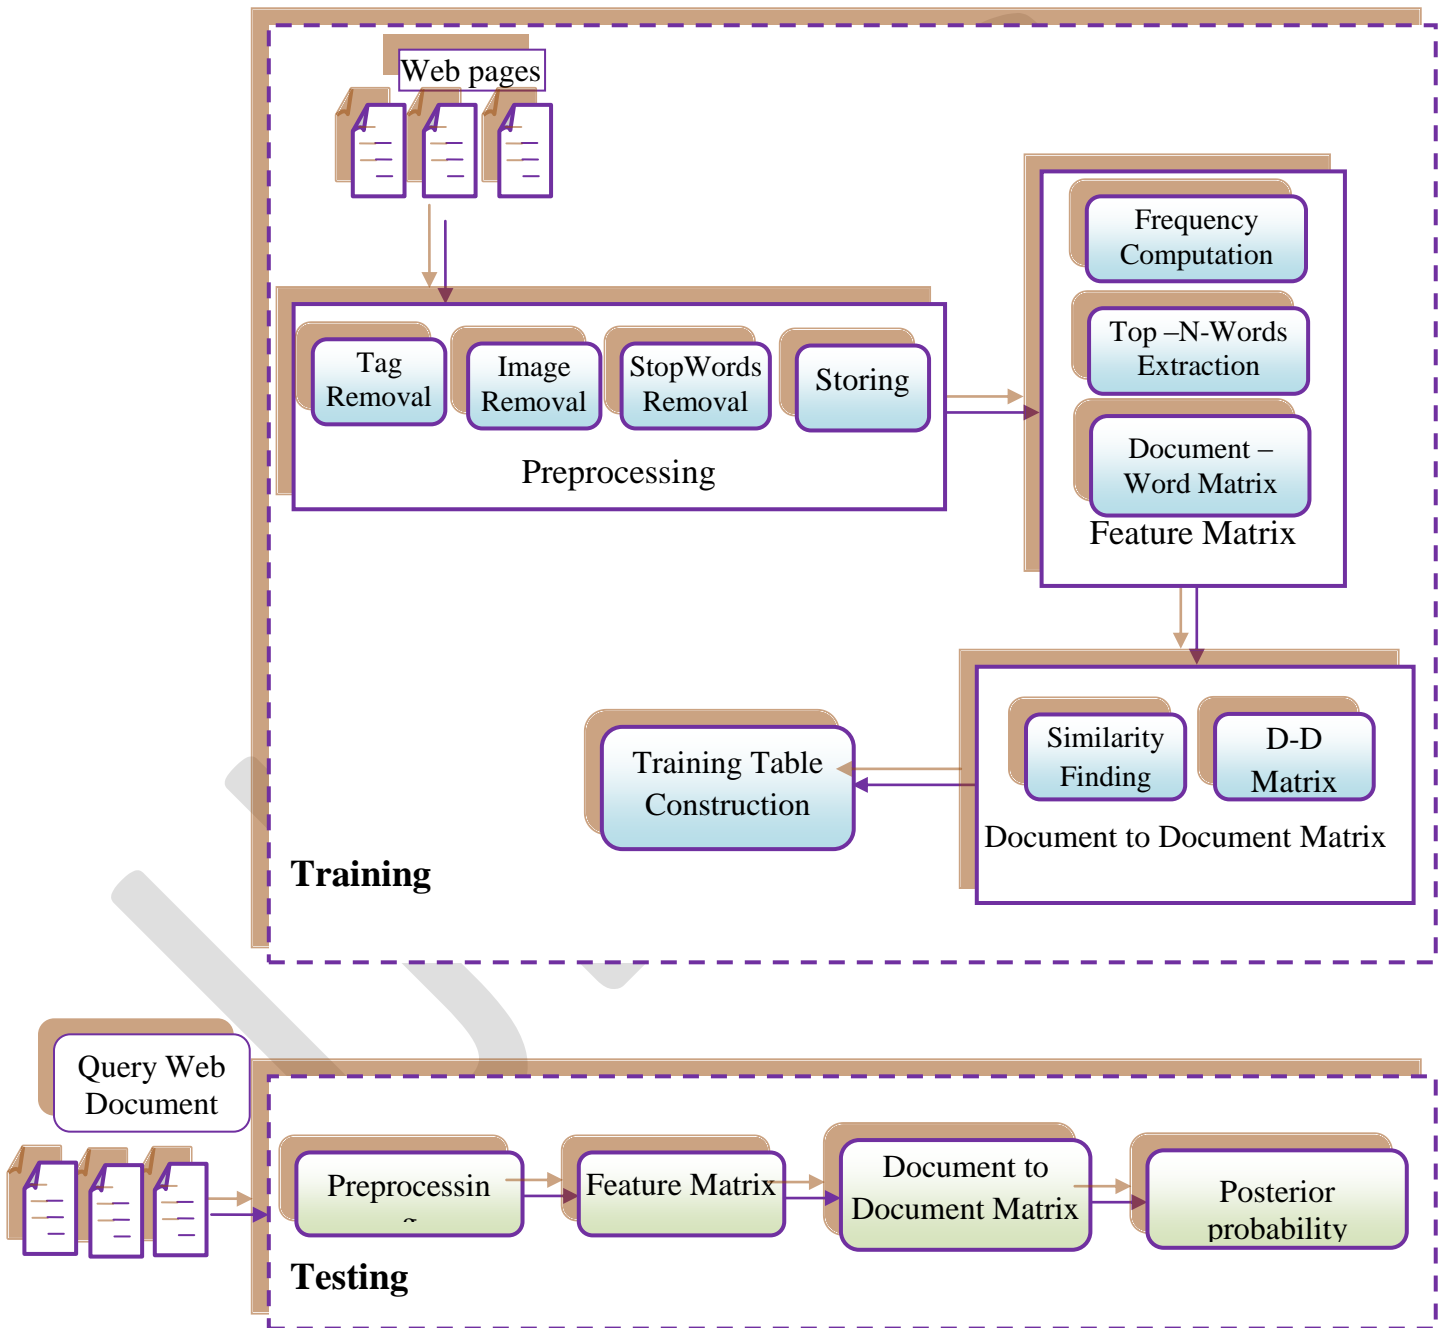 Web pages
Tag
Removal
Image
Removal
StopWords
Removal
Storing
Preprocessing
Frequency
Computation
Top –N-Words
Extraction
Document –
Word Matrix
Feature Matrix
Similarity
Finding
D-D
Matrix
Document to Document Matrix
Training Table
Construction
Training
Query Web
Document
Preprocessin
g
Feature Matrix
Document to
Document Matrix
Posterior
probability
Testing